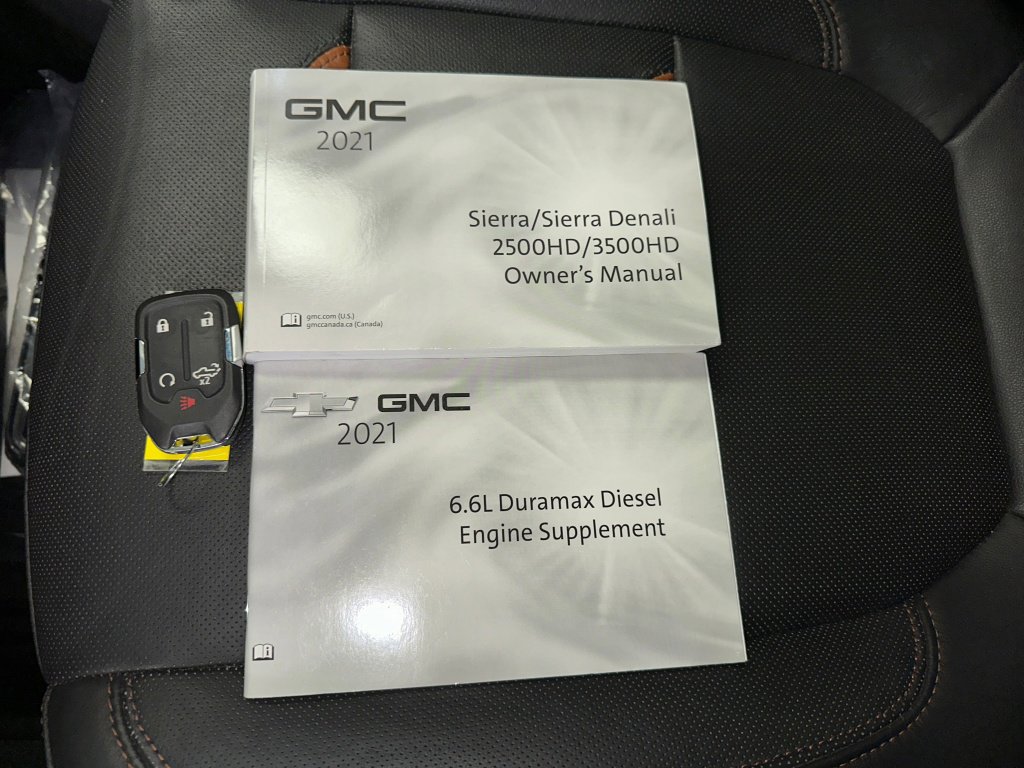 GMC
2021
Sierra/Sierra Denali
2500HD/3500HD
Owner's Manual
gmc.com (U.S.)
gmccanada.ca (Canada)
x2
GMC
2021
6.6L Duramax Diesel
Engine Supplement